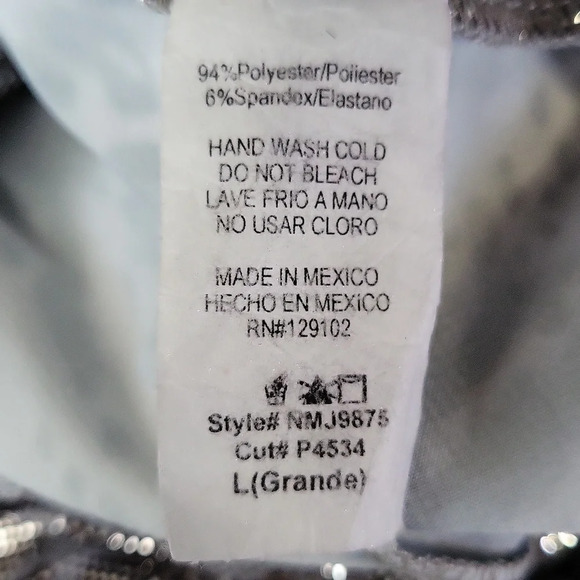 94%Polyester/Poliester
6%Spandex/Elastano
HAND WASH COLD
DO NOT BLEACH
LAVE FRIO A MANO
NO USAR CLORO
MADE IN MEXICO
HECHO EN MEXICO
RN#129102
Style# NMJ9875
Cut# P4534
L(Grande)